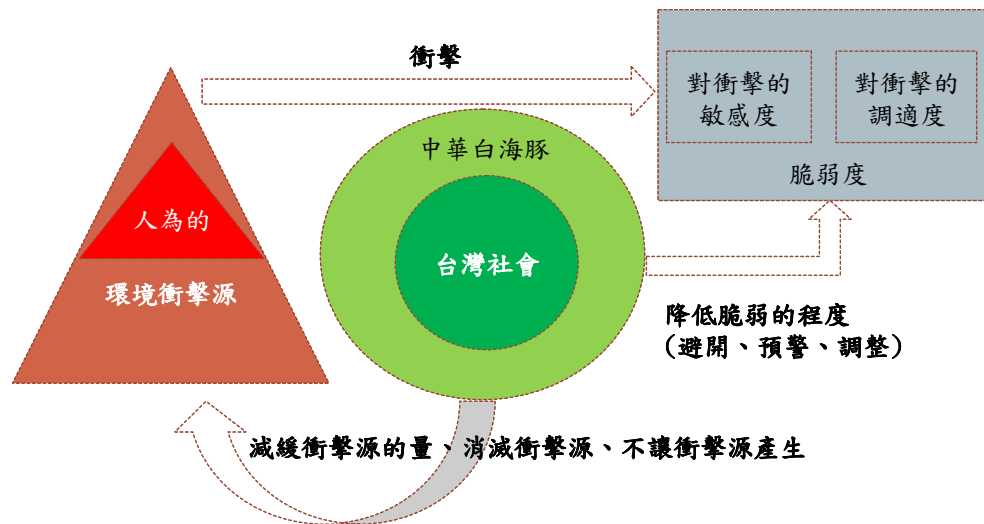 衝擊
對衝擊的
敏感度
對衝擊的
調適度
脆弱度
中華白海豚
台灣社會
人為的
環境衝擊源
降低脆弱的程度
(避開、預警、調整)
減緩衝擊源的量、消滅衝擊源、不讓衝擊源產生